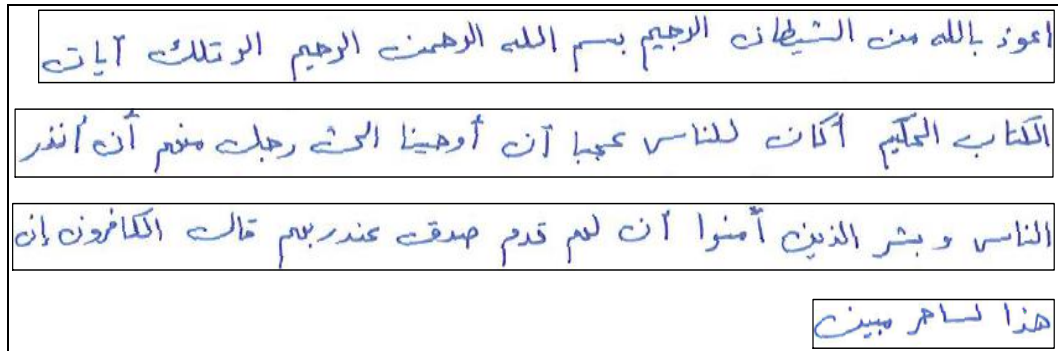 اعوذ بالله من الشيطان الرجيم بسم الله الرحمن الرحيم الر تلك آيات
الكتاب الحكيم أكان للناس عجبا أن أوحينا الى رجل منهم أن أنذر
الناس و بشر الذين أمنوا أن لهم قدم صدق عند ربهم قال الكافرون إن
هذا لساحر مبين